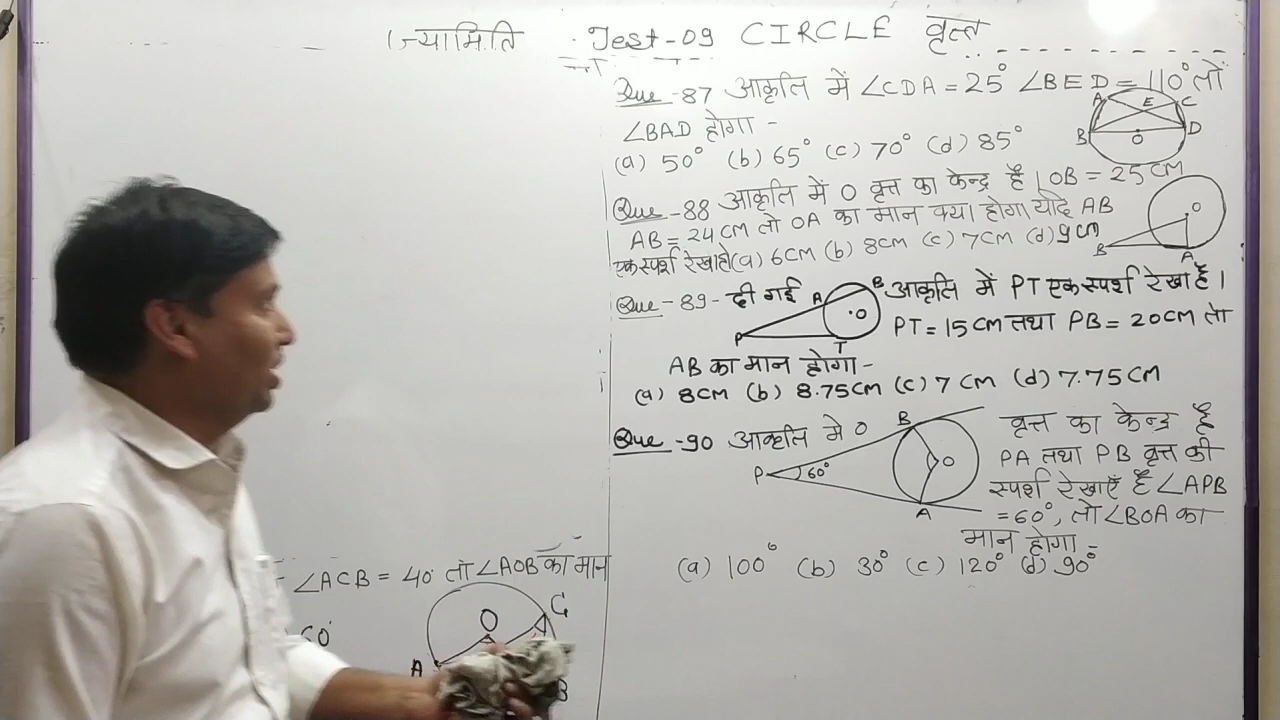 ज्यामिति Test-09 CIRCLE वृत्त
Que-87 आकृति में ∠CDA = 25° ∠BED = 110° तो
∠BAD होगा -
(a) 50° (b) 65° (c) 70° (d) 85°
A E C
B O D
Que-88 आकृति में O वृत्त का केन्द्र है । OB = 25 CM
AB = 24 CM तो OA का मान क्या होगा यदि AB
एक स्पर्श रेखा हो (a) 6CM (b) 8CM (c) 7CM (d) 9CM
O
B A
Que-89- दी गई आकृति में PT एक स्पर्श रेखा है ।
A B O
P T
PT = 15 CM तथा PB = 20CM तो
AB का मान होगा -
(a) 8CM (b) 8.75CM (c) 7 CM (d) 7.75 CM
Que-90 आकृति मे O वृत्त का केन्द्र है
PA तथा PB वृत्त की
स्पर्श रेखाएँ है ∠APB
= 60°, तो ∠BOA का
मान होगा -
B
P 60° O
A
(a) 100° (b) 30° (c) 120° (d) 90°
∠ACB = 40° तो ∠AOB का मान
O
A B